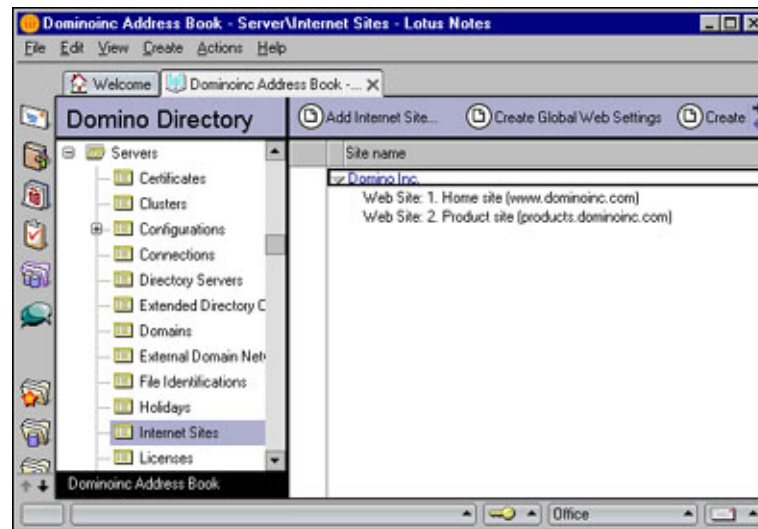 Dominoinc Address Book - Server\Internet Sites - Lotus Notes
File Edit View Create Actions Help
Welcome Dominoinc Address Book -...
Domino Directory
Add Internet Site... Create Global Web Settings Create
Servers
Certificates
Clusters
Configurations
Connections
Directory Servers
Extended Directory C
Domains
External Domain Net
File Identifications
Holidays
Internet Sites
Licenses
Dominoinc Address Book
Site name
Domino Inc.
Web Site: 1. Home site (www.dominoinc.com)
Web Site: 2. Product site (products.dominoinc.com)
Office